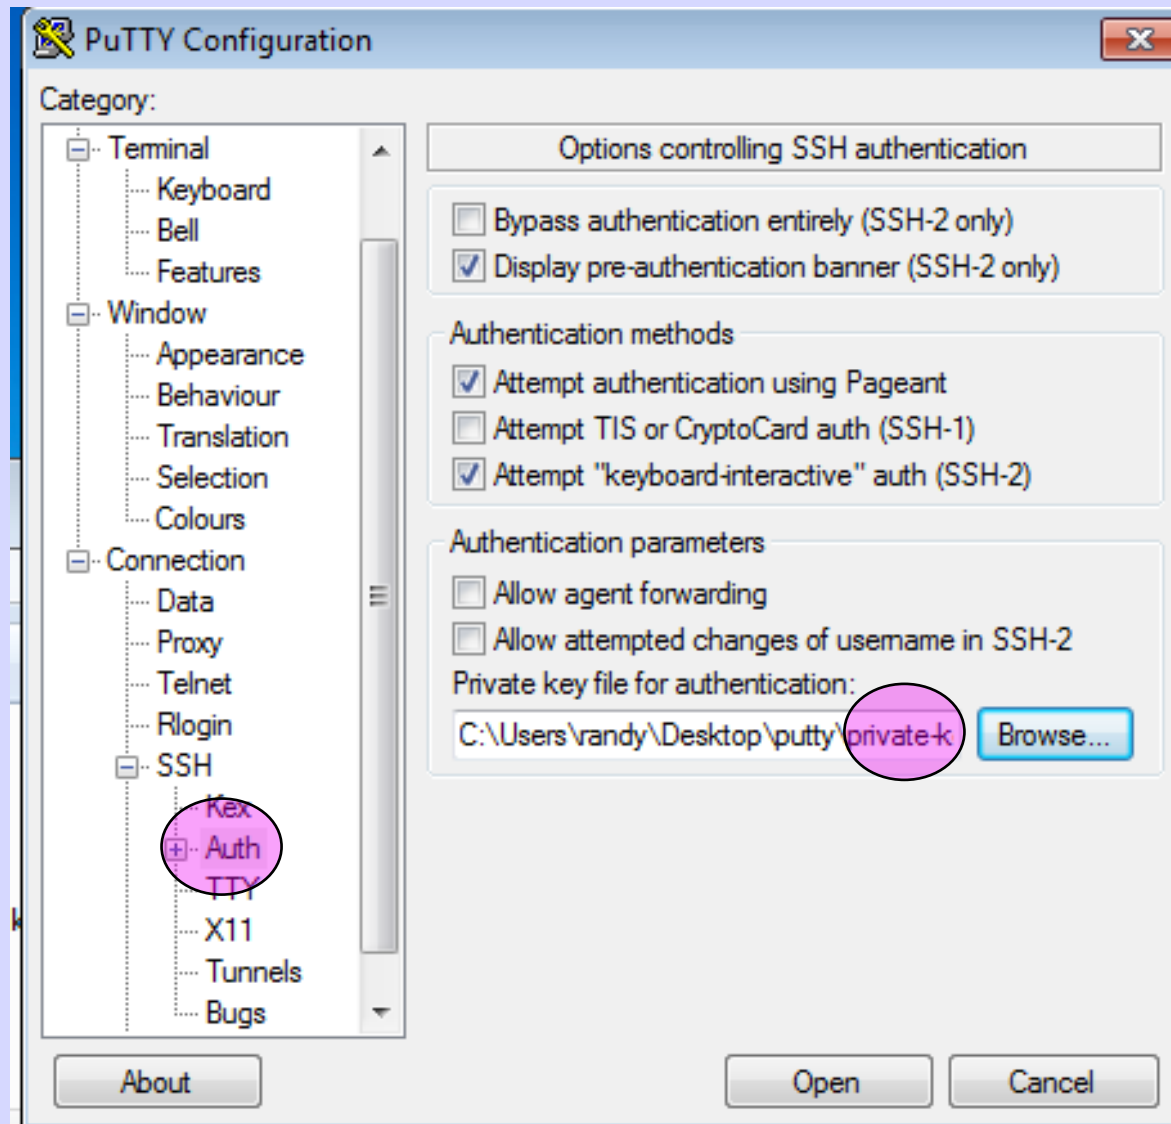 PuTTY Configuration
Category:
Terminal
Keyboard
Bell
Features
Window
Appearance
Behaviour
Translation
Selection
Colours
Connection
Data
Proxy
Telnet
Rlogin
SSH
Kex
Auth
TTY
X11
Tunnels
Bugs
Options controlling SSH authentication
Bypass authentication entirely (SSH-2 only)
Display pre-authentication banner (SSH-2 only)
Authentication methods
Attempt authentication using Pageant
Attempt TIS or CryptoCard auth (SSH-1)
Attempt "keyboard-interactive" auth (SSH-2)
Authentication parameters
Allow agent forwarding
Allow attempted changes of username in SSH-2
Private key file for authentication:
C:\Users\randy\Desktop\putty\private-k Browse...
About Open Cancel